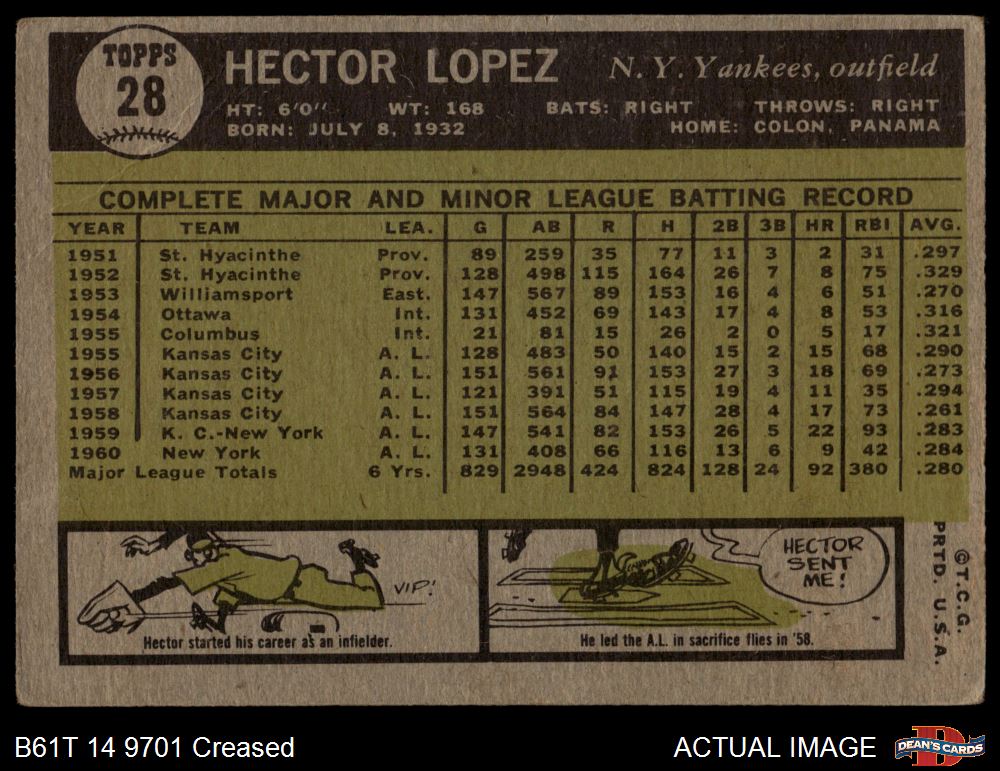 TOPPS
28
HECTOR LOPEZ N. Y. Yankees, outfield
HT: 6'0" WT: 168 BATS: RIGHT THROWS: RIGHT
BORN: JULY 8, 1932 HOME: COLON, PANAMA
COMPLETE MAJOR AND MINOR LEAGUE BATTING RECORD
YEAR TEAM LEA. G AB R H 2B 3B HR RBI AVG.
1951 St. Hyacinthe Prov. 89 259 35 77 11 3 2 31 .297
1952 St. Hyacinthe Prov. 128 498 115 164 26 7 8 75 .329
1953 Williamsport East. 147 567 89 153 16 4 6 51 .270
1954 Ottawa Int. 131 452 69 143 17 4 8 53 .316
1955 Columbus Int. 21 81 15 26 2 0 5 17 .321
1955 Kansas City A. L. 128 483 50 140 15 2 15 68 .290
1956 Kansas City A. L. 151 561 91 153 27 3 18 69 .273
1957 Kansas City A. L. 121 391 51 115 19 4 11 35 .294
1958 Kansas City A. L. 151 564 84 147 28 4 17 73 .261
1959 K. C.-New York A. L. 147 541 82 153 26 5 22 93 .283
1960 New York A. L. 131 408 66 116 13 6 9 42 .284
Major League Totals 6 Yrs. 829 2948 424 824 128 24 92 380 .280
VIP!
Hector started his career as an infielder.
HECTOR
SENT
ME!
He led the A.L. in sacrifice flies in '58.
©T.C.G.
PRTD. U.S.A.
B61T 14 9701 Creased
ACTUAL IMAGE
D
DEAN'S CARDS